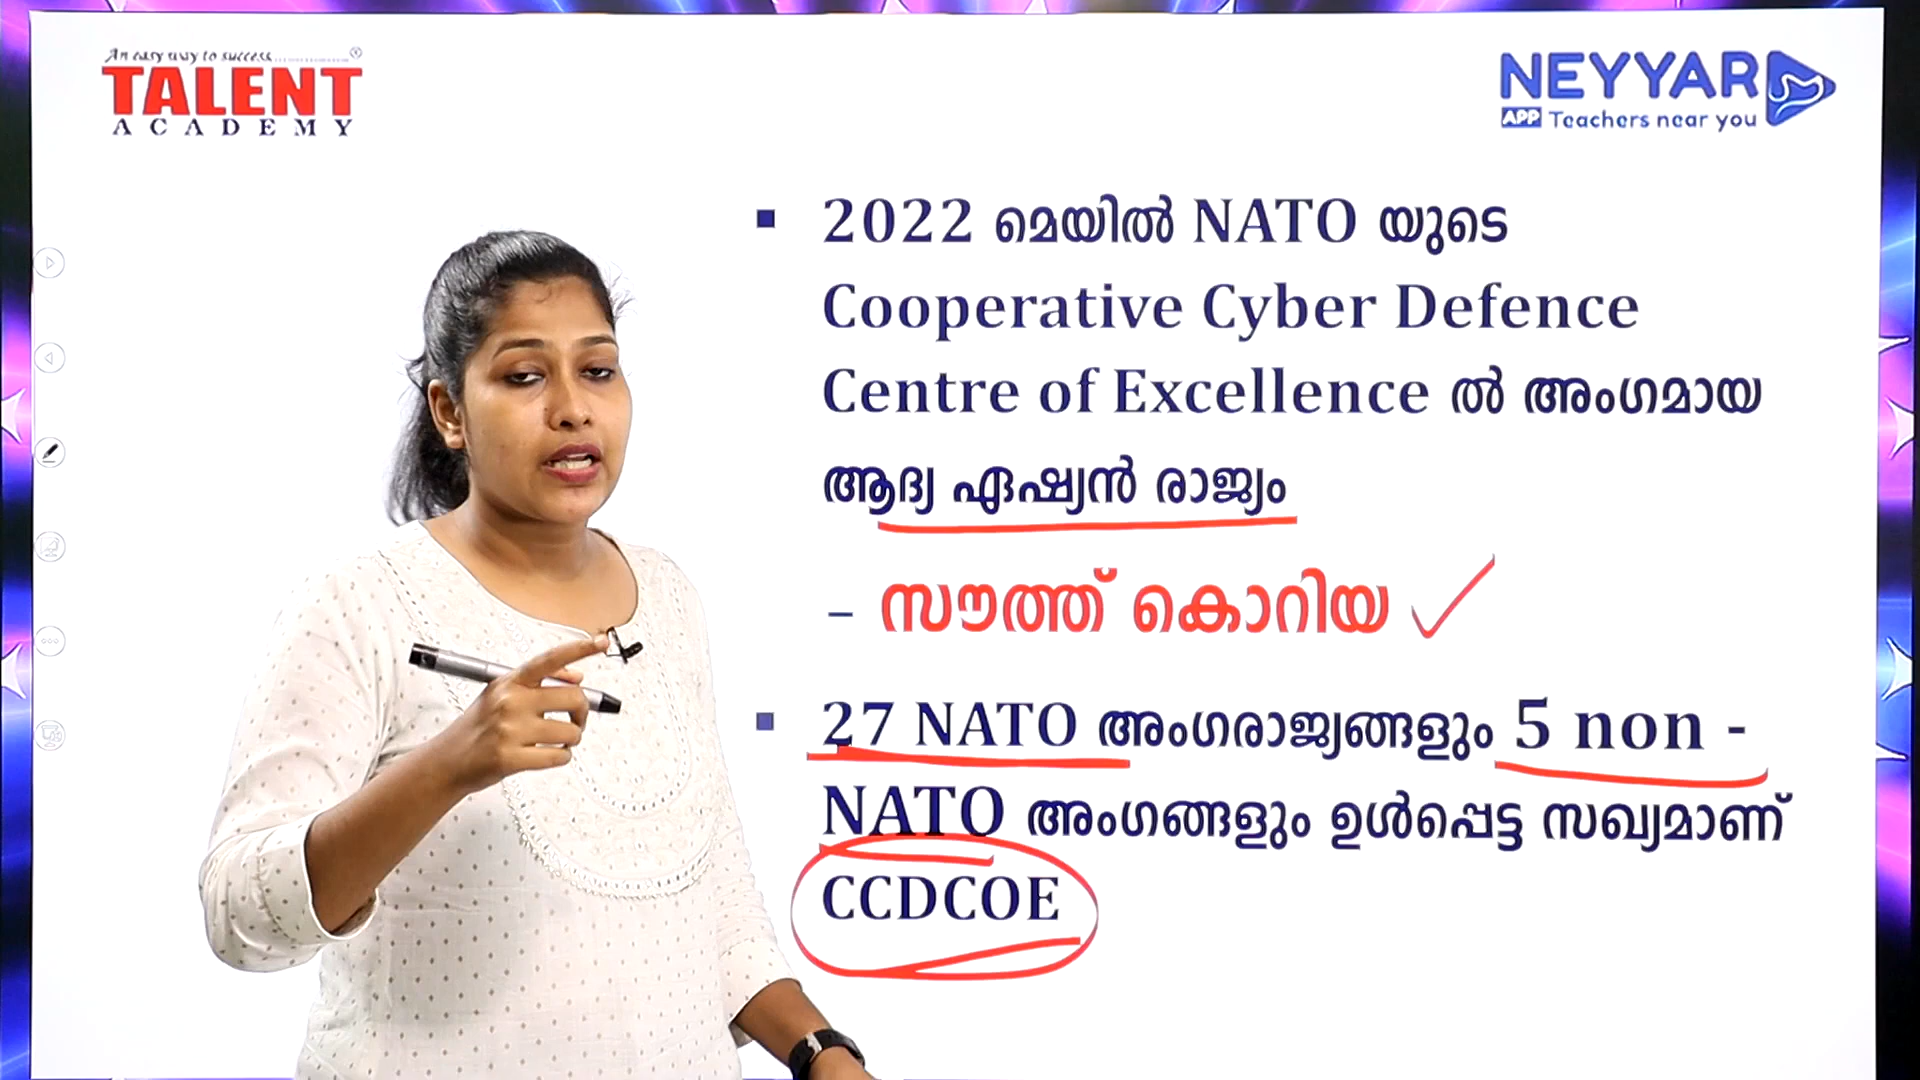 An easy way to success
TALENT
ACADEMY
NEYYAR
APP Teachers near you
▪ 2022 മെയിൽ NATO യുടെ
Cooperative Cyber Defence
Centre of Excellence ൽ അംഗമായ
ആദ്യ ഏഷ്യൻ രാജ്യം
– സൗത്ത് കൊറിയ
▪ 27 NATO അംഗരാജ്യങ്ങളും 5 non -
NATO അംഗങ്ങളും ഉൾപ്പെട്ട സഖ്യമാണ്
CCDCOE